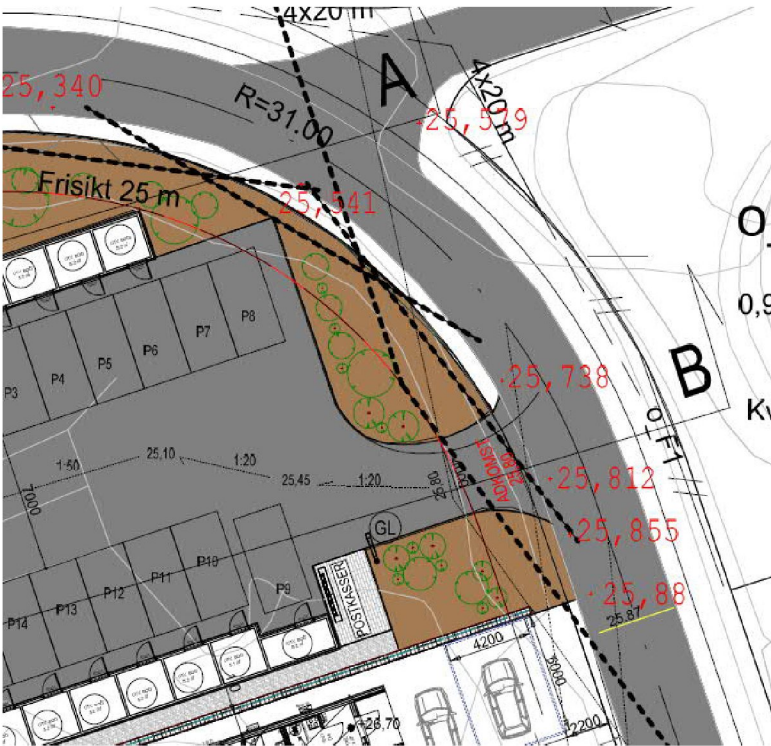 4x20 m
A
4x20 m
25,340
R=31.00
25,579
Frisikt 25 m
25,541
O
0,9
P3
P4
P5
P6
P7
P8
B
25,738
Kv
o_F1
1:50
25,10
1:20
25,45
1:20
25.80
ADKOMST
25.80
25,812
7000
GL
25,855
P14
P13
P12
P11
P10
P9
POSTKASSER
25,88
25.87
4200
5000
2200
+26,70